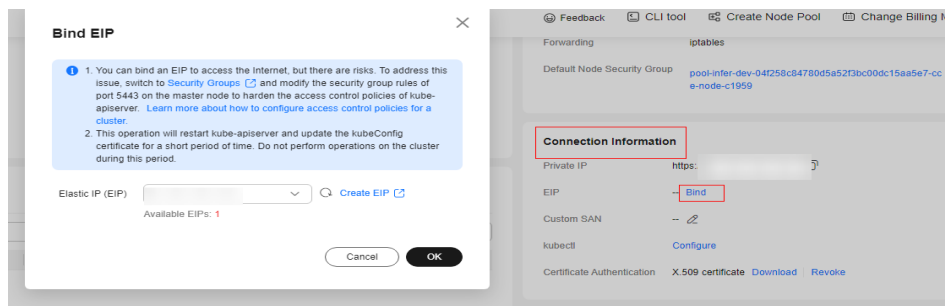 Bind EIP
1. You can bind an EIP to access the Internet, but there are risks. To address this
issue, switch to Security Groups and modify the security group rules of
port 5443 on the master node to harden the access control policies of kube-
apiserver. Learn more about how to configure access control policies for a
cluster.
2. This operation will restart kube-apiserver and update the kubeConfig
certificate for a short period of time. Do not perform operations on the cluster
during this period.
Elastic IP (EIP)
Create EIP
Available EIPs: 1
Cancel
OK
Feedback
CLI tool
Create Node Pool
Change Billing M
Forwarding
iptables
Default Node Security Group
pool-infer-dev-04f258c84780d5a52f3bc00dc15aa5e7-cc
e-node-c1959
Connection Information
Private IP
https:
EIP
-- Bind
Custom SAN
--
kubectl
Configure
Certificate Authentication
X.509 certificate Download Revoke